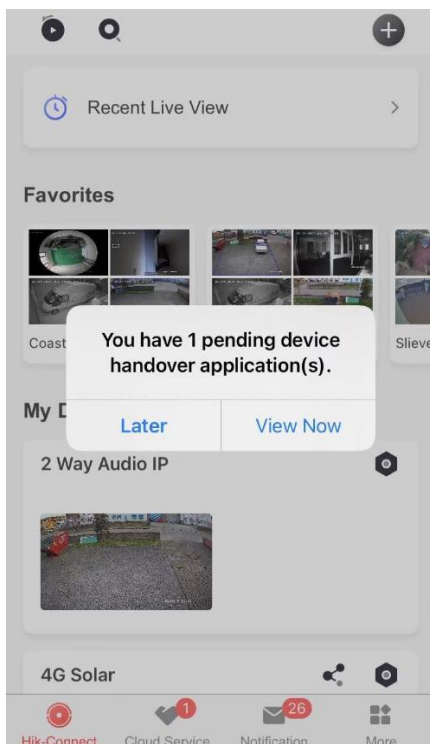 Recent Live View
Favorites
Coast
Slieve
You have 1 pending device
handover application(s).
Later
View Now
My D
2 Way Audio IP
4G Solar
1
26
Hik-Connect
Cloud Service
Notification
More